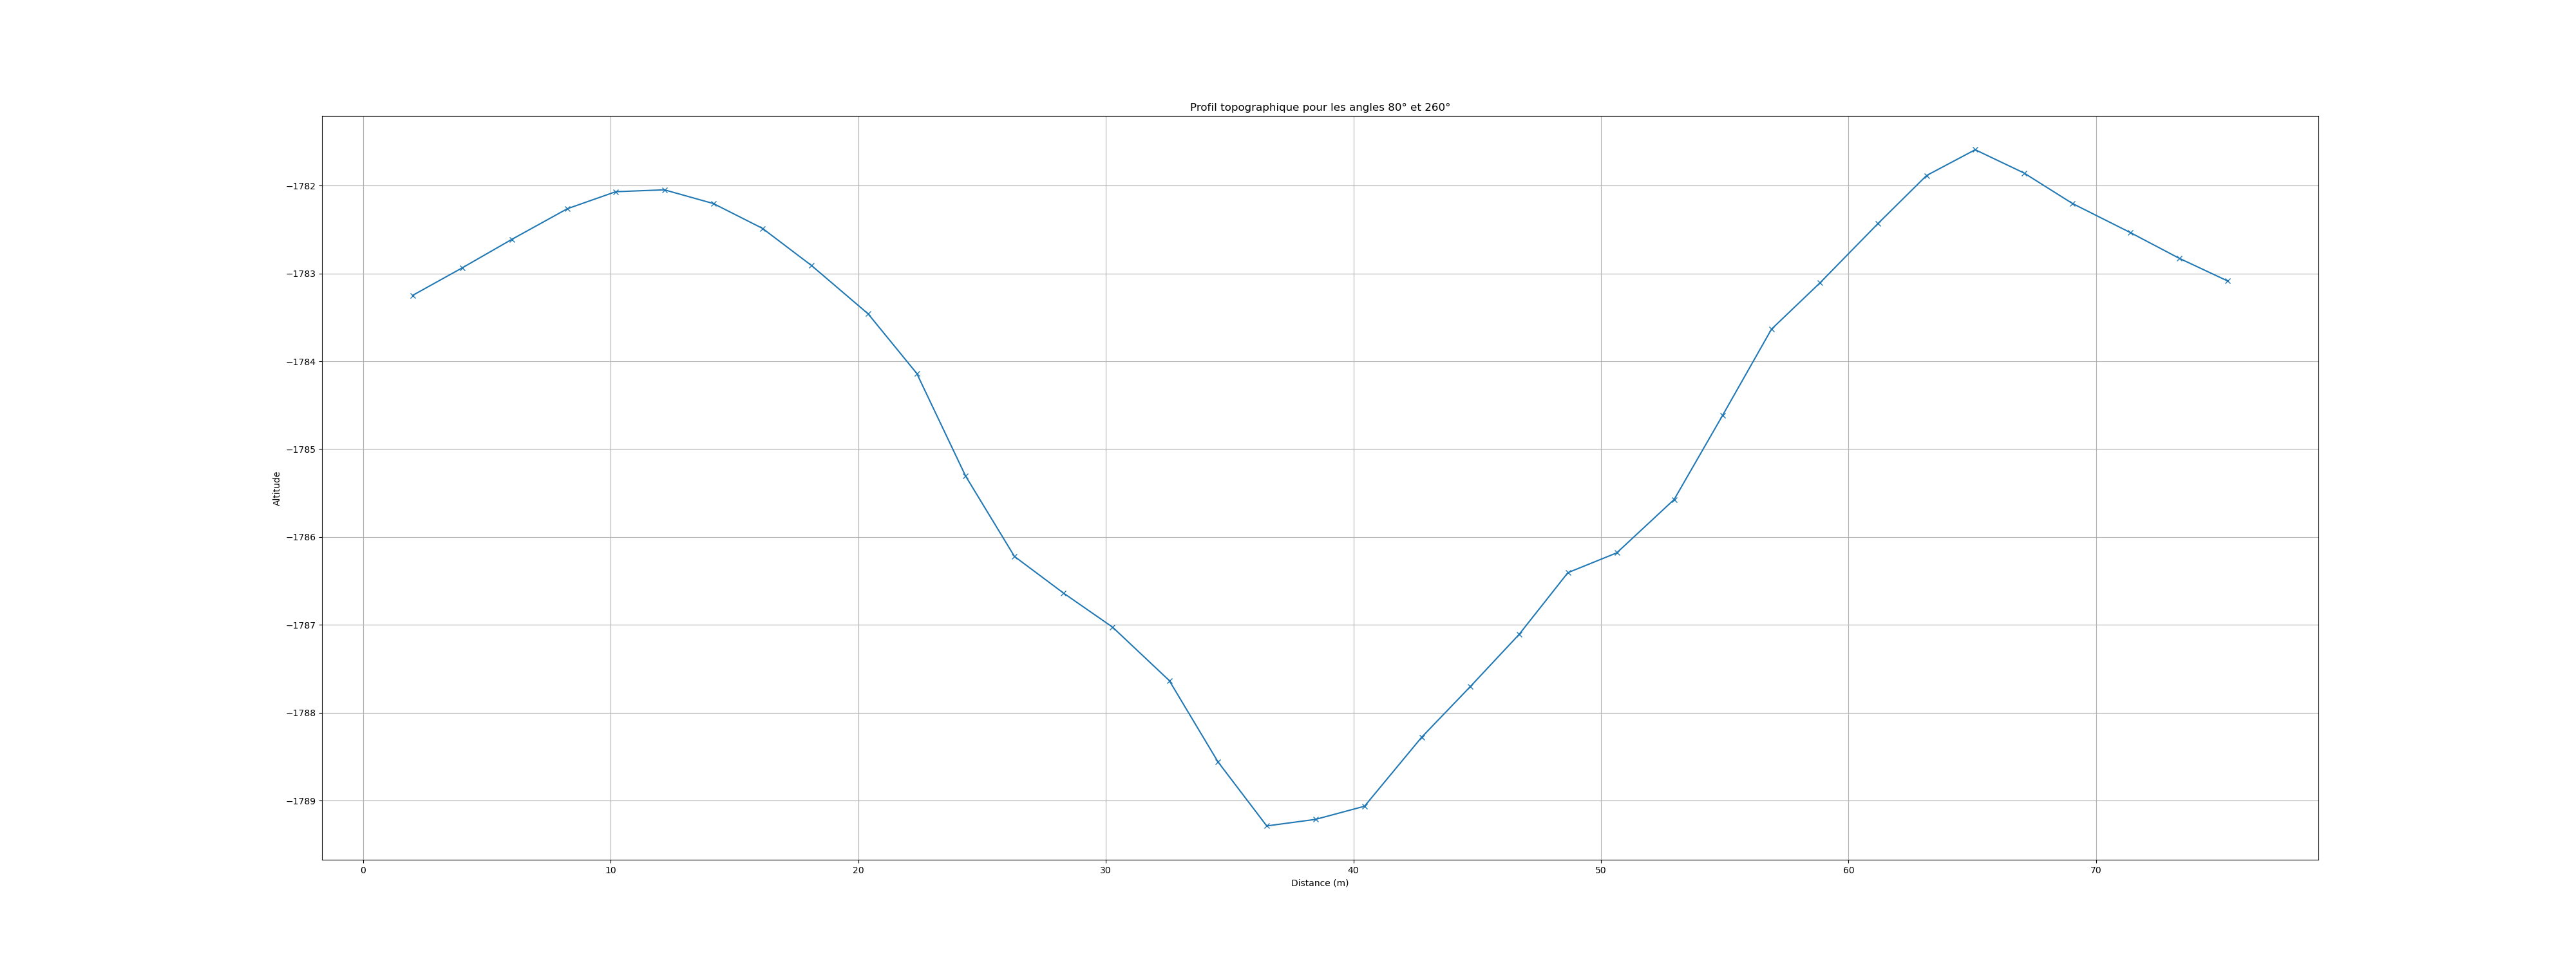 Profil topographique pour les angles 80° et 260°
Altitude
−1782
−1783
−1784
−1785
−1786
−1787
−1788
−1789
0 10 20 30 40 50 60 70
Distance (m)